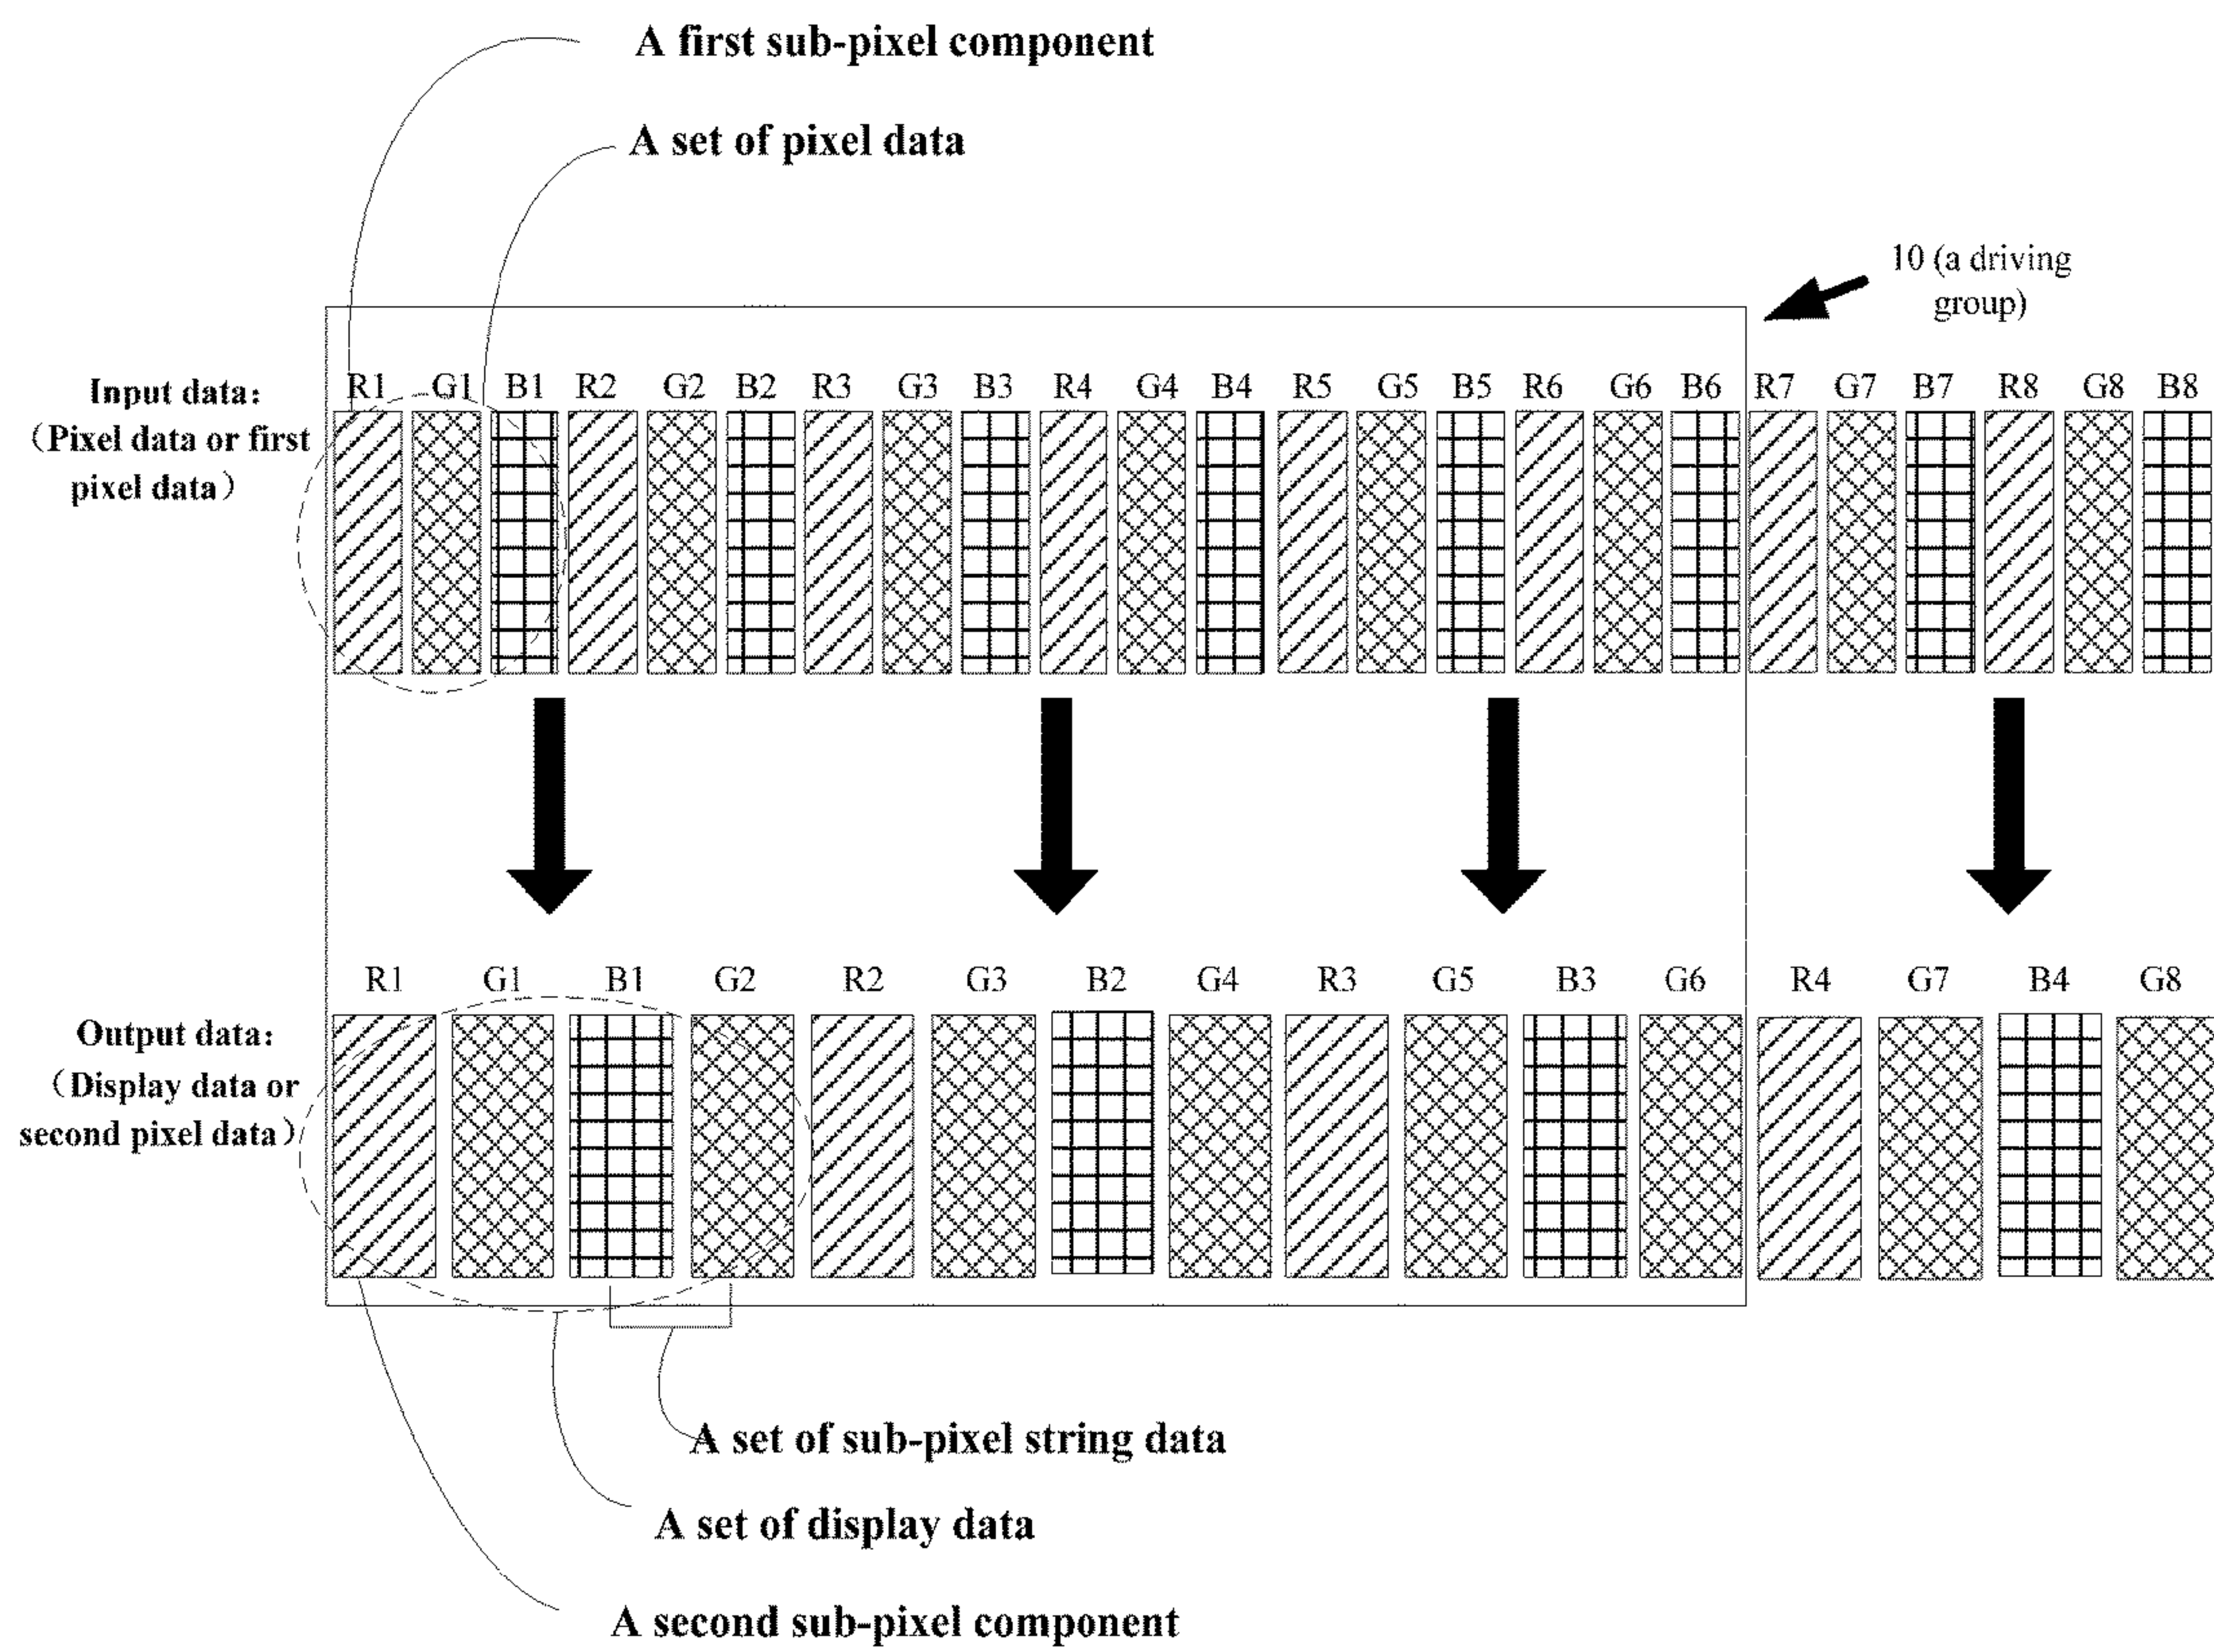 A first sub-pixel component
A set of pixel data
10 (a driving
group)
Input data:
(Pixel data or first
pixel data)
R1 G1 B1 R2 G2 B2 R3 G3 B3 R4 G4 B4 R5 G5 B5 R6 G6 B6 R7 G7 B7 R8 G8 B8
R1 G1 B1 G2 R2 G3 B2 G4 R3 G5 B3 G6 R4 G7 B4 G8
Output data:
(Display data or
second pixel data)
A set of sub-pixel string data
A set of display data
A second sub-pixel component